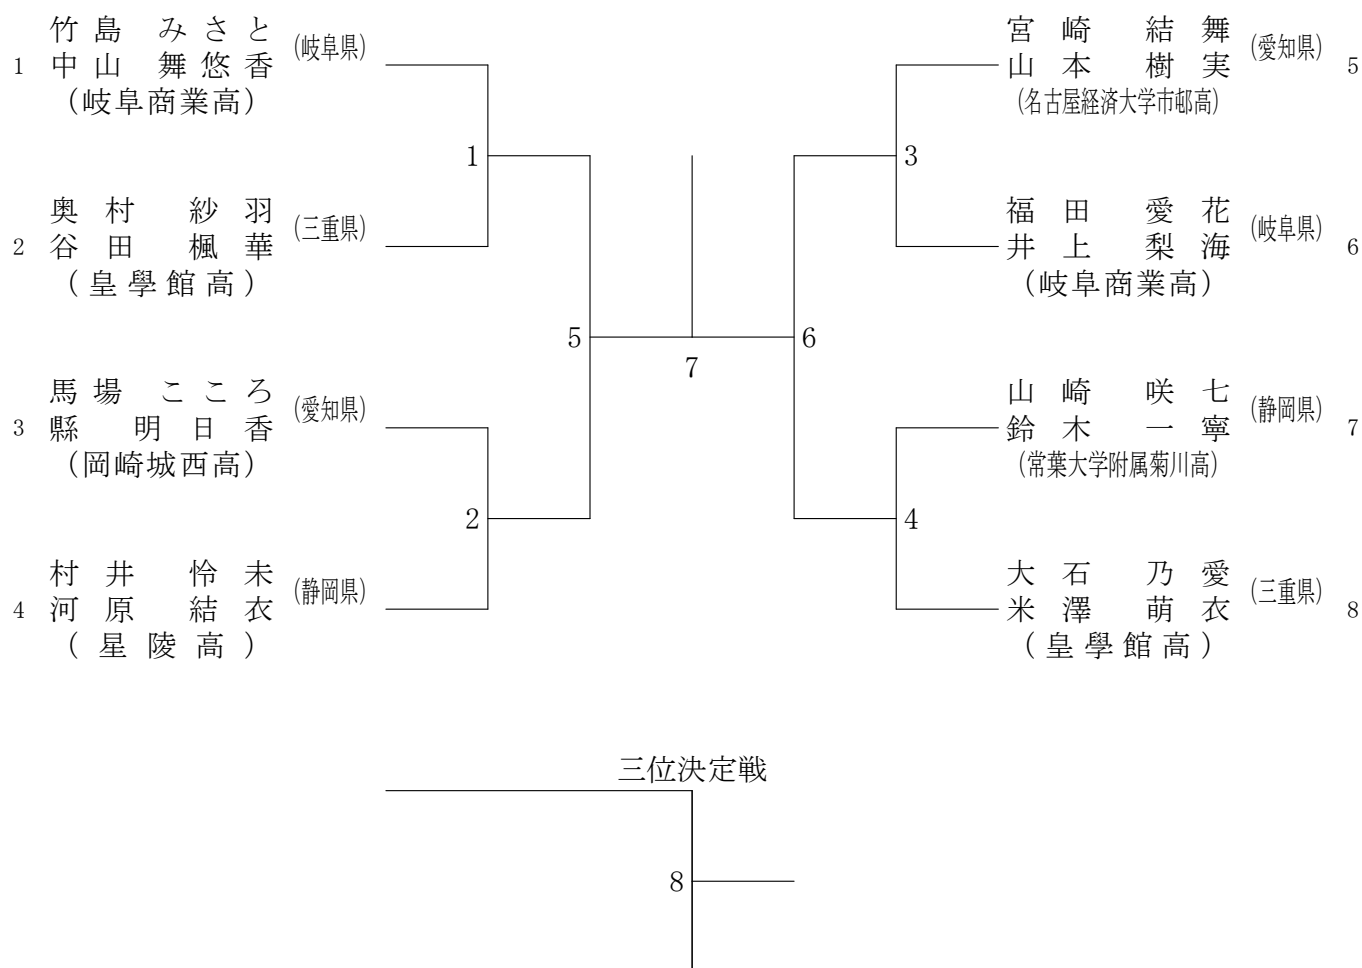 竹島 みさと (岐阜県)
1 中山 舞悠香
(岐阜商業高)
奥村 紗羽 (三重県)
2 谷田 楓華
(皇學館高)
馬場 こころ (愛知県)
3 縣 明日香
(岡崎城西高)
村井 怜未 (静岡県)
4 河原 結衣
(星陵高)
1
2
5
7
6
3
4
宮崎 結舞 (愛知県)
山本 樹実 5
(名古屋経済大学市邨高)
福田 愛花 (岐阜県)
井上 梨海 6
(岐阜商業高)
山崎 咲七 (静岡県)
鈴木 一寧 7
(常葉大学附属菊川高)
大石 乃愛 (三重県)
米澤 萌衣 8
(皇學館高)
三位決定戦
8